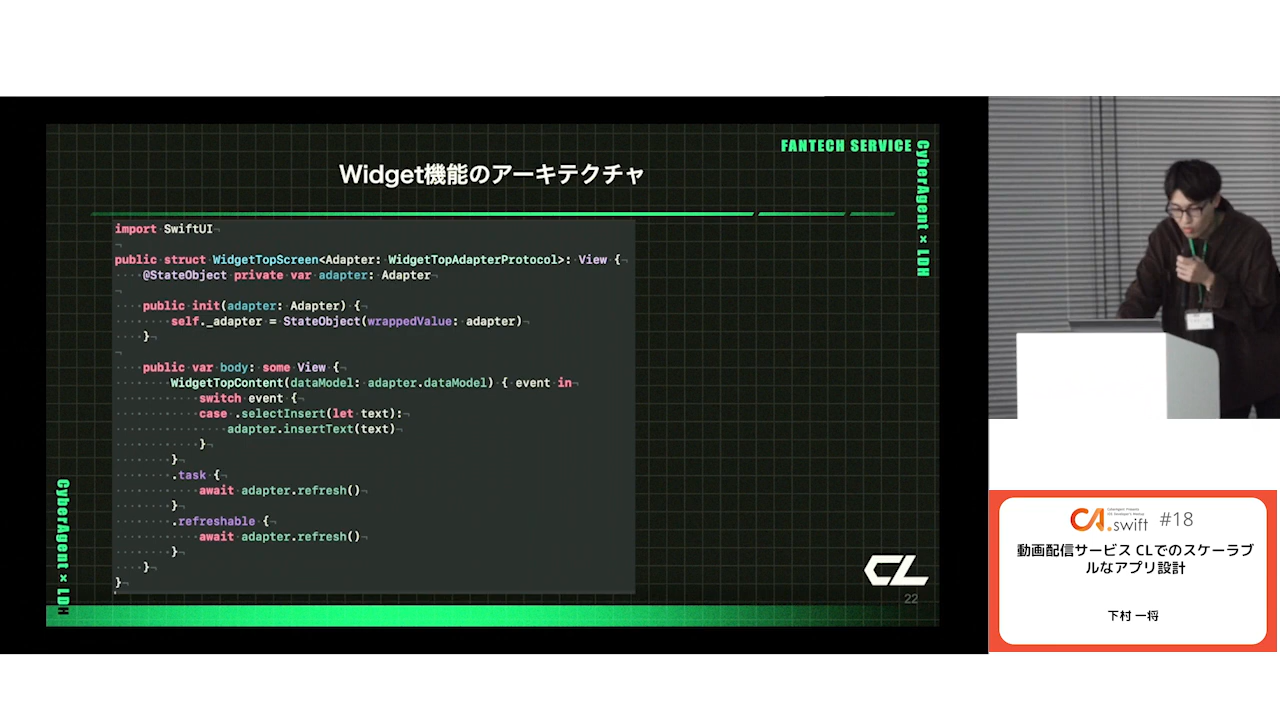 FANTECH SERVICE
CyberAgent × LDH
Widget機能のアーキテクチャ
import SwiftUI
public struct WidgetTopScreen<Adapter: WidgetTopAdapterProtocol>: View {
@StateObject private var adapter: Adapter
public init(adapter: Adapter) {
self._adapter = StateObject(wrappedValue: adapter)
}
public var body: some View {
WidgetTopContent(dataModel: adapter.dataModel) { event in
switch event {
case .selectInsert(let text):
adapter.insertText(text)
}
}
.task {
await adapter.refresh()
}
.refreshable {
await adapter.refresh()
}
}
}
CyberAgent × LDH
CL
22
CA.swift #18
動画配信サービス CLでのスケーラブ
ルなアプリ設計
下村 一将